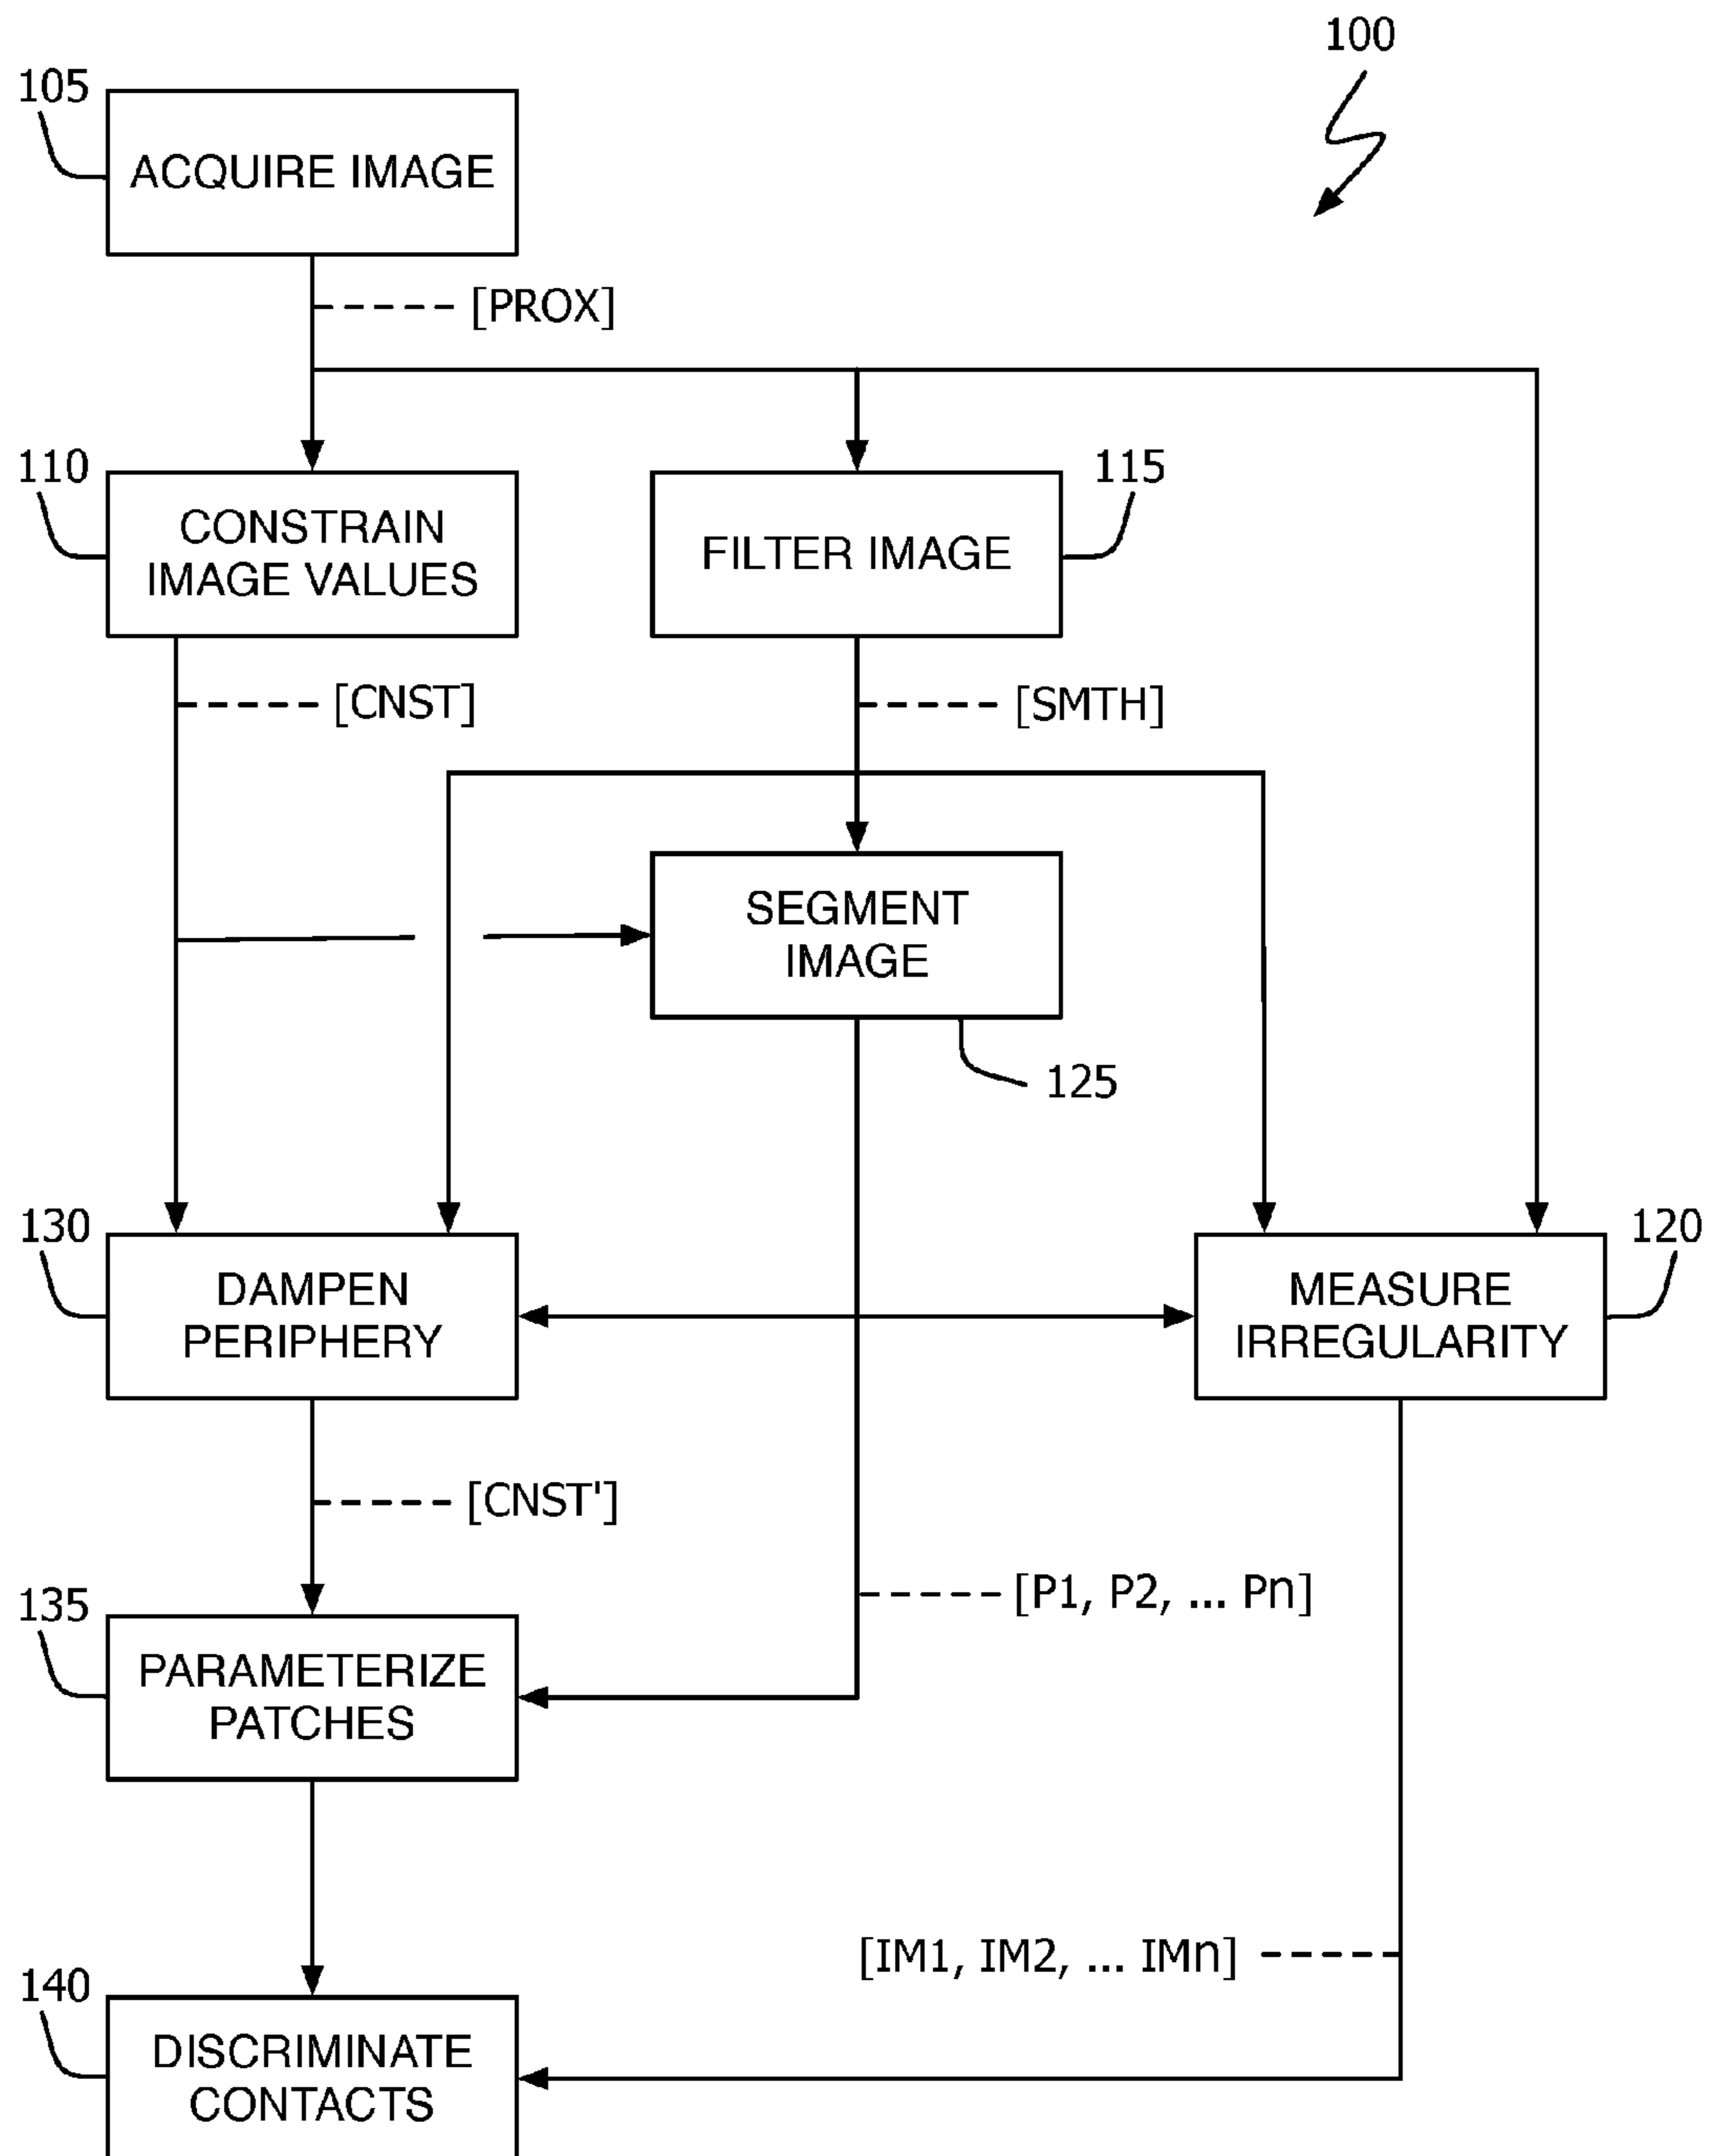 100
105
ACQUIRE IMAGE
[PROX]
110
CONSTRAIN
IMAGE VALUES
115
FILTER IMAGE
[CNST]
[SMTH]
SEGMENT
IMAGE
125
130
DAMPEN
PERIPHERY
120
MEASURE
IRREGULARITY
[CNST']
[P1, P2, ... Pn]
135
PARAMETERIZE
PATCHES
[IM1, IM2, ... IMn]
140
DISCRIMINATE
CONTACTS